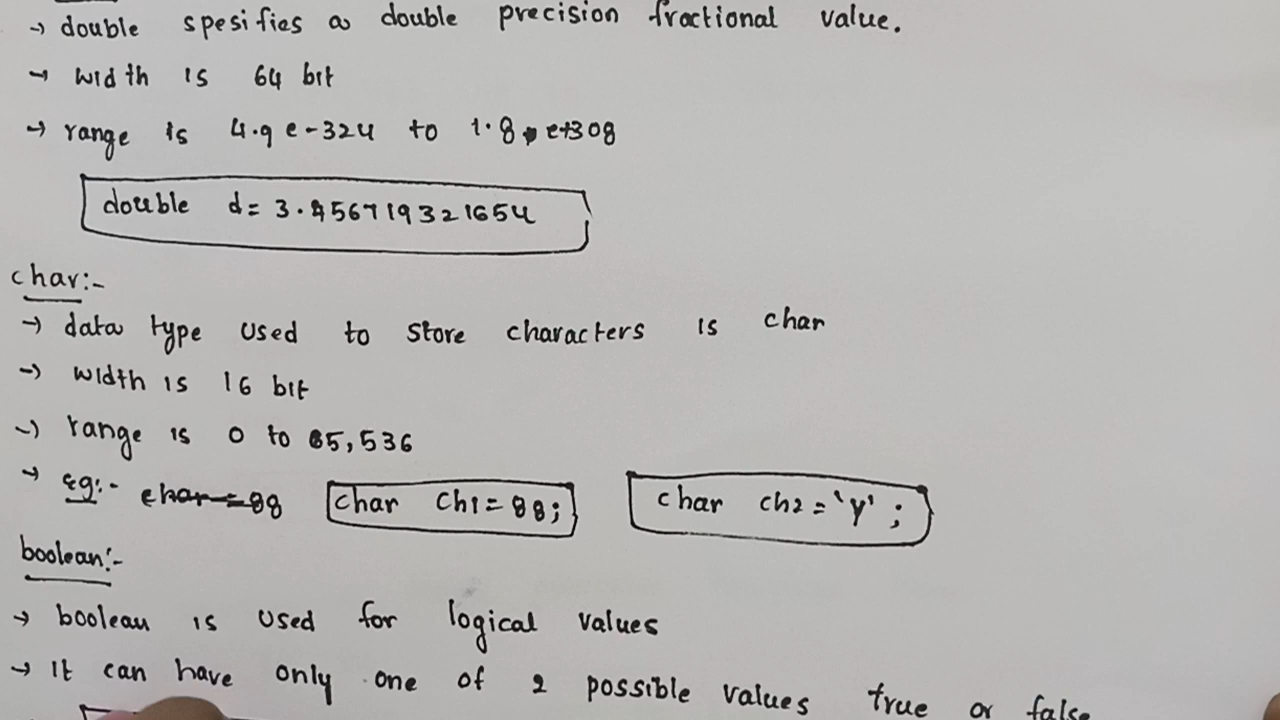 → double spesifies a double precision fractional value.
→ width is 64 bit
→ range is 4.9 e-324 to 1.8 e+308
double d= 3.456719321654
char:-
→ data type used to store characters is char
→ width is 16 bit
→ range is 0 to 65,536
→ eg:- char = 88 char ch1 = 88; char ch2 = 'Y';
boolean:-
→ boolean is used for logical values
→ It can have only one of 2 possible values true or false